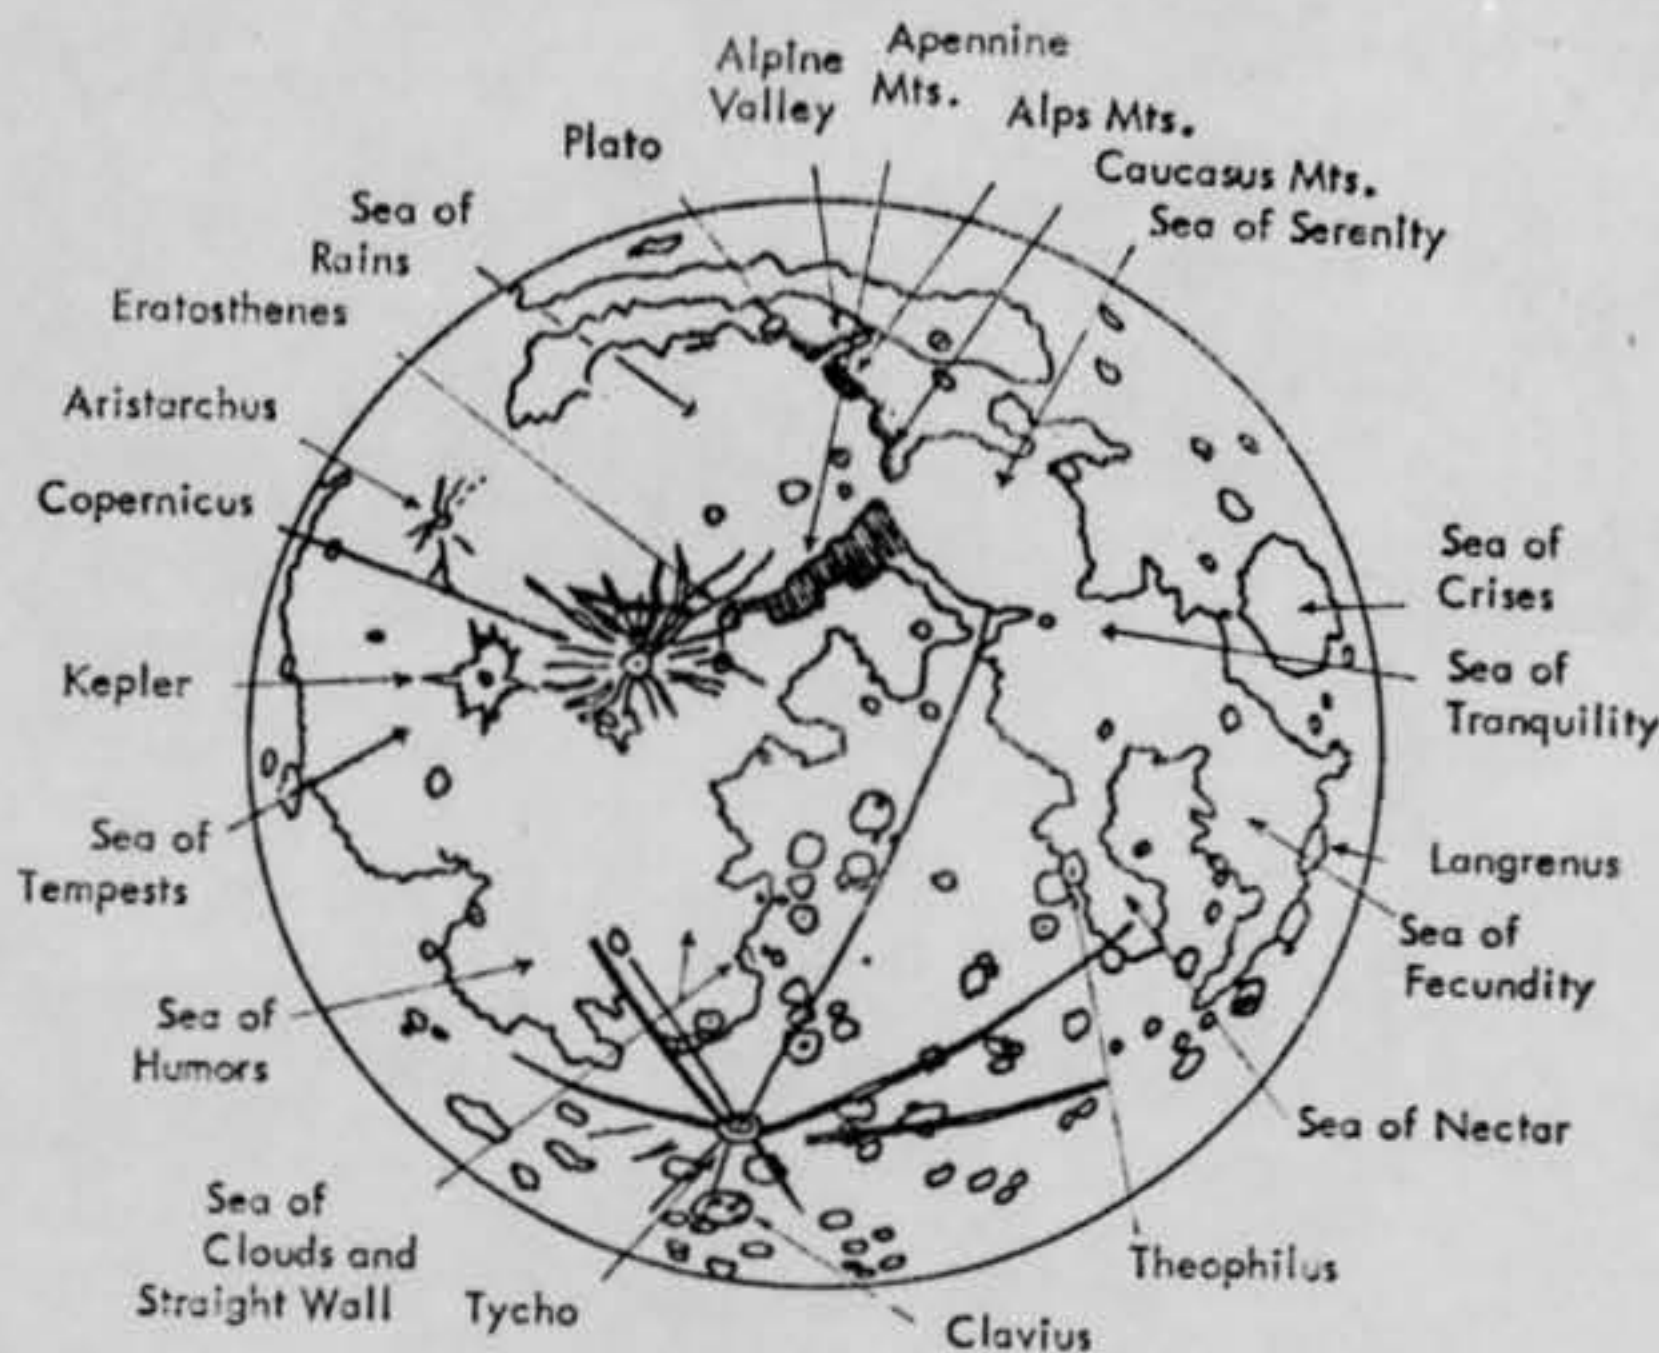 Alpine
Valley
Apennine
Mts.
Alps Mts.
Caucasus Mts.
Sea of Serenity
Plato
Sea of
Rains
Eratosthenes
Aristarchus
Copernicus
Kepler
Sea of
Tempests
Sea of
Humors
Sea of
Clouds and
Straight Wall
Tycho
Clavius
Theophilus
Sea of Nectar
Sea of
Fecundity
Langrenus
Sea of
Tranquility
Sea of
Crises